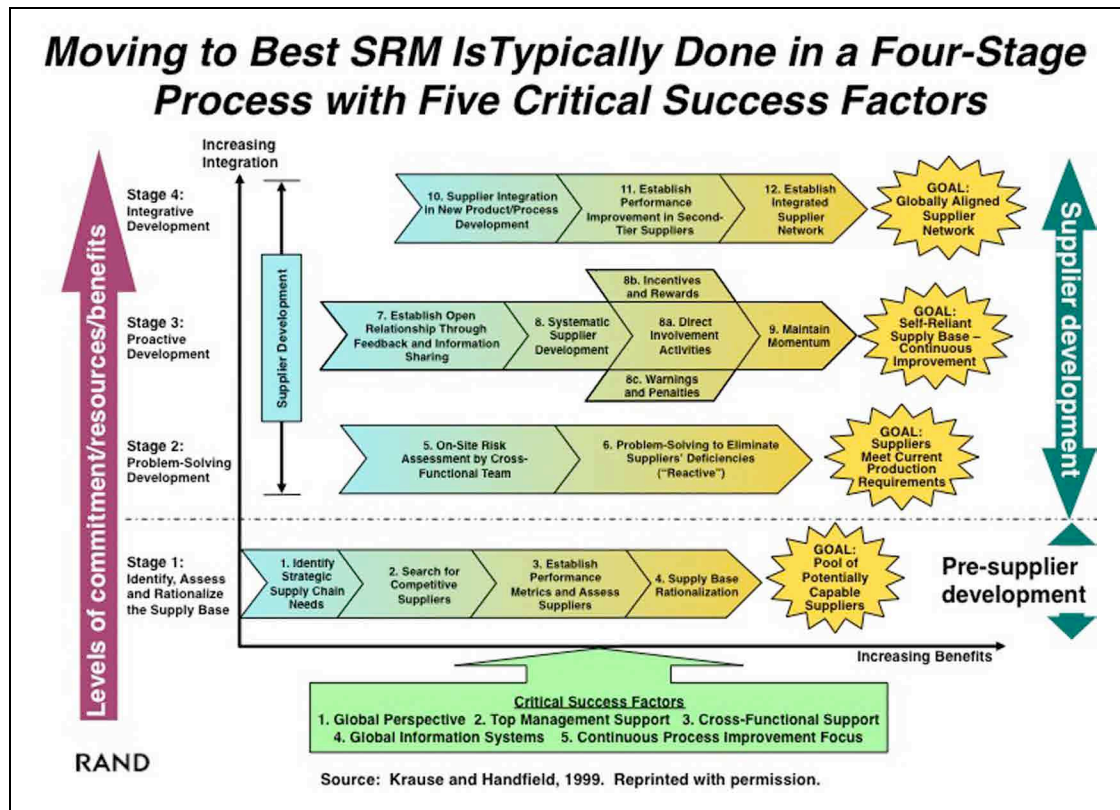 Moving to Best SRM IsTypically Done in a Four-Stage
Process with Five Critical Success Factors
Levels of commitment/resources/benefits
Increasing
Integration
Stage 4:
Integrative
Development
Supplier Development
10. Supplier Integration
in New Product/Process
Development
11. Establish
Performance
Improvement in Second-
Tier Suppliers
12. Establish
Integrated
Supplier
Network
GOAL:
Globally Aligned
Supplier
Network
Supplier development
Stage 3:
Proactive
Development
7. Establish Open
Relationship Through
Feedback and Information
Sharing
8. Systematic
Supplier
Development
8b. Incentives
and Rewards
8a. Direct
Involvement
Activities
8c. Warnings
and Penalties
9. Maintain
Momentum
GOAL:
Self-Reliant
Supply Base –
Continuous
Improvement
Stage 2:
Problem-Solving
Development
5. On-Site Risk
Assessment by Cross-
Functional Team
6. Problem-Solving to Eliminate
Suppliers' Deficiencies
("Reactive")
GOAL:
Suppliers
Meet Current
Production
Requirements
Stage 1:
Identify, Assess
and Rationalize
the Supply Base
1. Identify
Strategic
Supply Chain
Needs
2. Search for
Competitive
Suppliers
3. Establish
Performance
Metrics and Assess
Suppliers
4. Supply Base
Rationalization
GOAL:
Pool of
Potentially
Capable
Suppliers
Pre-supplier
development
Increasing Benefits
Critical Success Factors
1. Global Perspective 2. Top Management Support 3. Cross-Functional Support
4. Global Information Systems 5. Continuous Process Improvement Focus
RAND
Source: Krause and Handfield, 1999. Reprinted with permission.